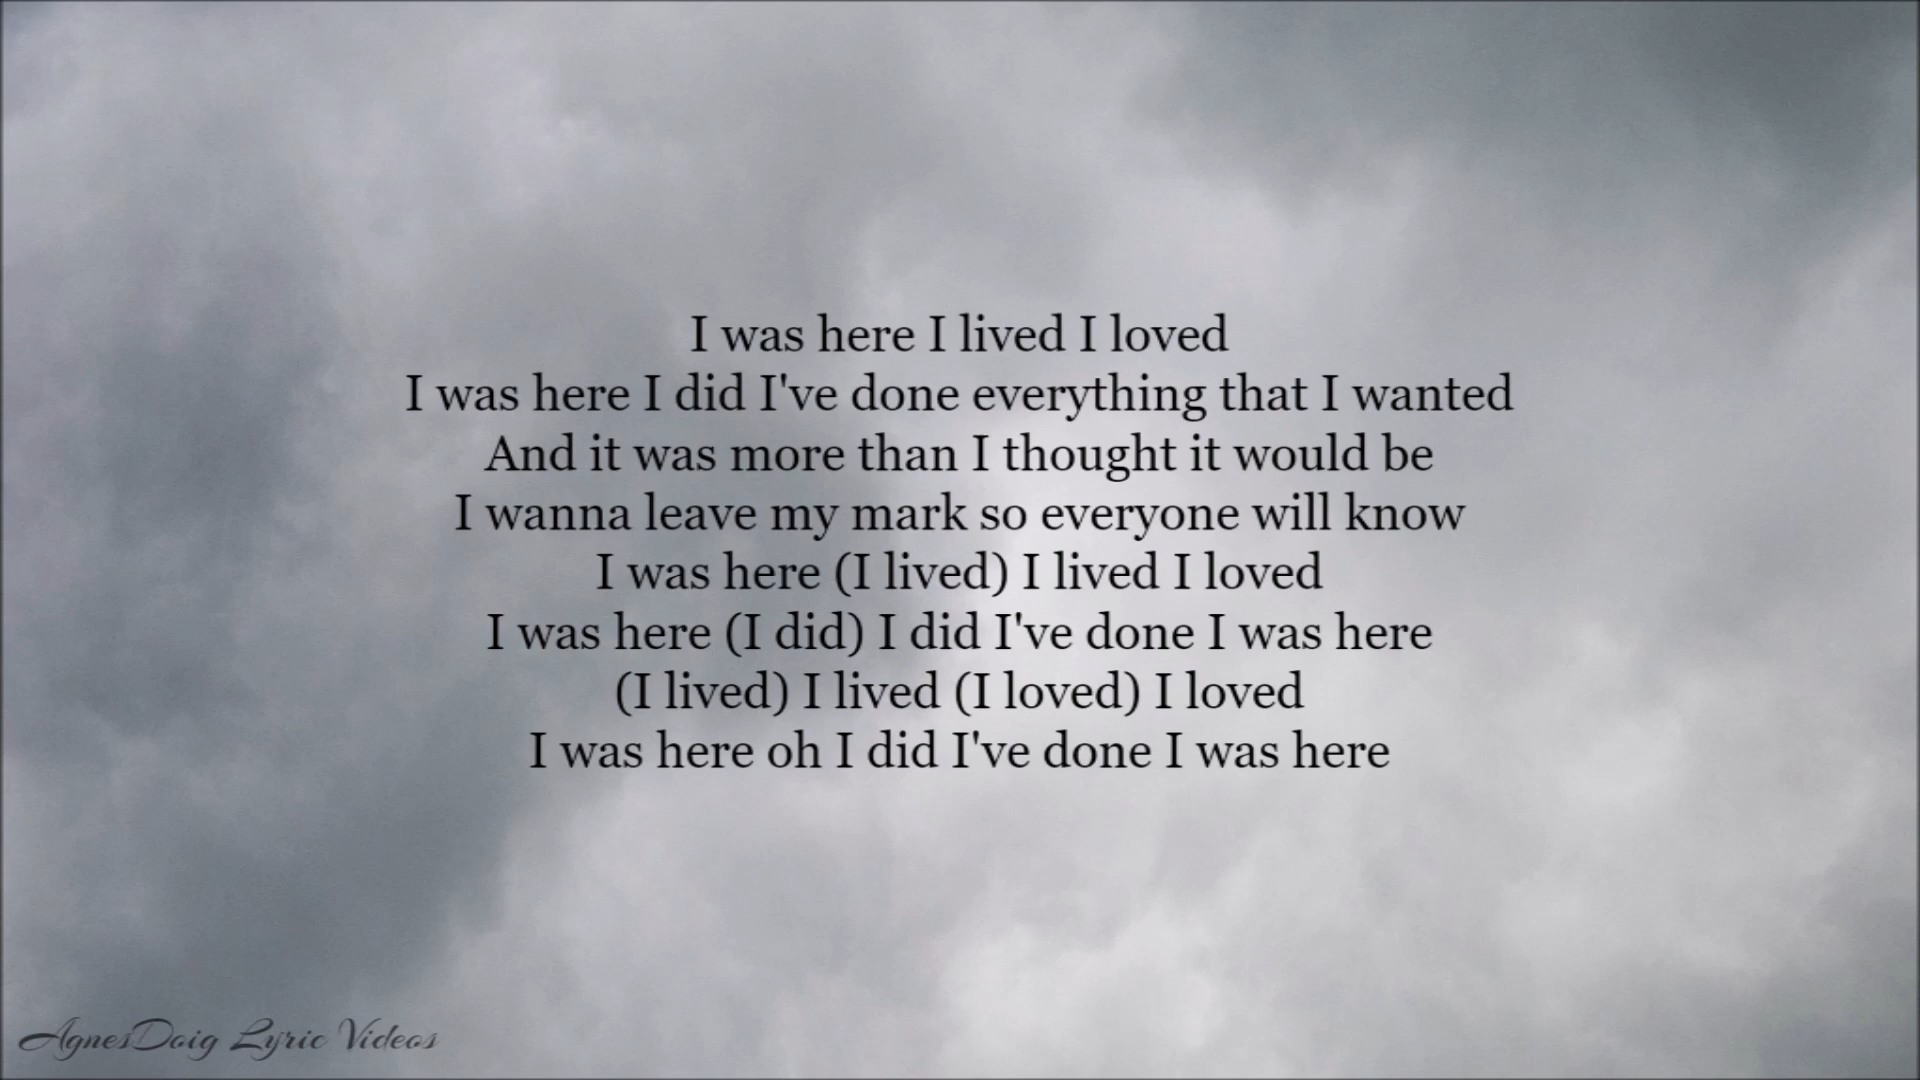 I was here I lived I loved
I was here I did I've done everything that I wanted
And it was more than I thought it would be
I wanna leave my mark so everyone will know
I was here (I lived) I lived I loved
I was here (I did) I did I've done I was here
(I lived) I lived (I loved) I loved
I was here oh I did I've done I was here
AgnesDoig Lyric Videos